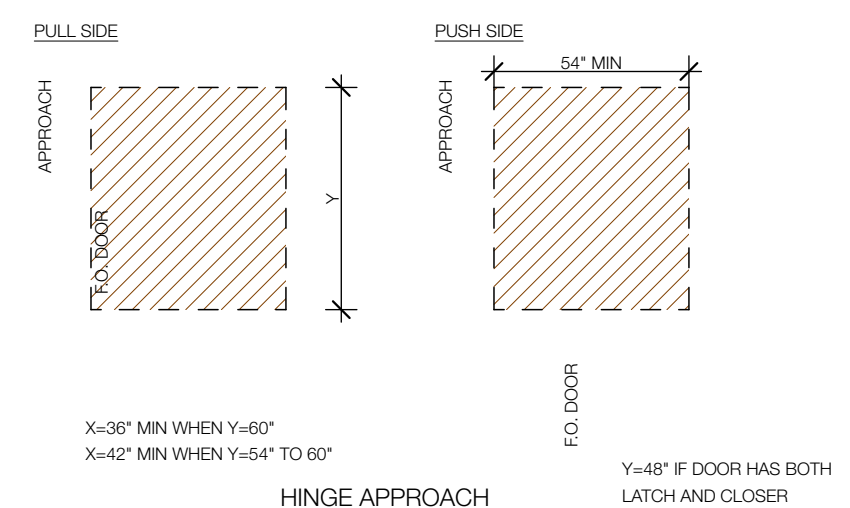 PULL SIDE
PUSH SIDE
54" MIN
APPROACH
APPROACH
Y
F.O. DOOR
F.O. DOOR
X=36" MIN WHEN Y=60"
X=42" MIN WHEN Y=54" TO 60"
Y=48" IF DOOR HAS BOTH
LATCH AND CLOSER
HINGE APPROACH